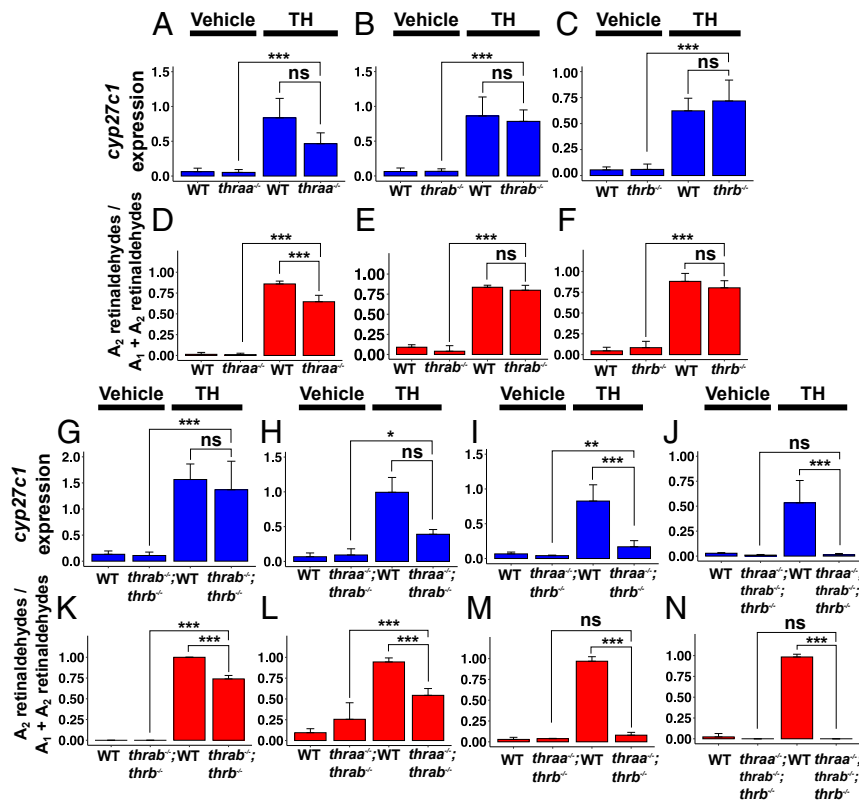 A Vehicle TH B Vehicle TH C Vehicle TH
*** *** ***
ns ns ns
cyp27c1 expression
1.5 1.0 0.5 0.0
1.5 1.0 0.5 0.0
1.00 0.75 0.50 0.25 0.00
WT thraa-/- WT thraa-/- WT thrab-/- WT thrab-/- WT thrb-/- WT thrb-/-
D E F
*** *** ***
*** ns ns
A2 retinaldehydes / A1 + A2 retinaldehydes
1.00 0.75 0.50 0.25 0.00
1.00 0.75 0.50 0.25 0.00
1.00 0.75 0.50 0.25 0.00
WT thraa-/- WT thraa-/- WT thrab-/- WT thrab-/- WT thrb-/- WT thrb-/-
Vehicle TH Vehicle TH Vehicle TH Vehicle TH
G H I J
*** * ** ns
ns ns *** ***
cyp27c1 expression
2.0 1.5 1.0 0.5 0.0
1.5 1.0 0.5 0.0
1.5 1.0 0.5 0.0
1.00 0.75 0.50 0.25 0.00
WT thrab-/-; WT thrab-/-; WT thraa-/-; WT thraa-/-; WT thraa-/-; WT thraa-/-; WT thraa-/-; WT thraa-/-;
thrb-/- thrb-/- thrab-/- thrab-/- thrb-/- thrb-/- thrab-/-; thrab-/-;
thrb-/- thrb-/-
K L M N
*** *** ns ns
*** *** *** ***
A2 retinaldehydes / A1 + A2 retinaldehydes
1.00 0.75 0.50 0.25 0.00
1.00 0.75 0.50 0.25 0.00
1.00 0.75 0.50 0.25 0.00
1.00 0.75 0.50 0.25 0.00
WT thrab-/-; WT thrab-/-; WT thraa-/-; WT thraa-/-; WT thraa-/-; WT thraa-/-; WT thraa-/-; WT thraa-/-;
thrb-/- thrb-/- thrab-/- thrab-/- thrb-/- thrb-/- thrab-/-; thrab-/-;
thrb-/- thrb-/-